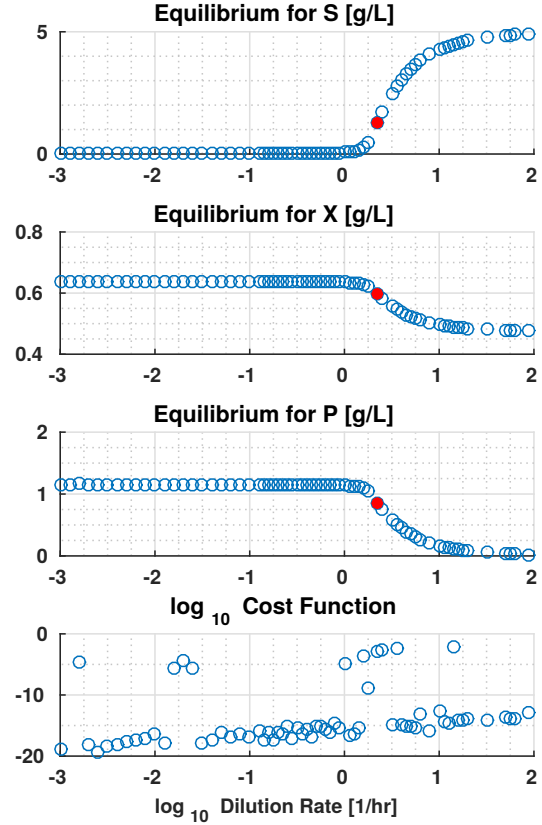 Equilibrium for S [g/L]
5
0
-3 -2 -1 0 1 2
Equilibrium for X [g/L]
0.8
0.6
0.4
-3 -2 -1 0 1 2
Equilibrium for P [g/L]
2
1
0
-3 -2 -1 0 1 2
log 10 Cost Function
0
-10
-20
-3 -2 -1 0 1 2
log 10 Dilution Rate [1/hr]